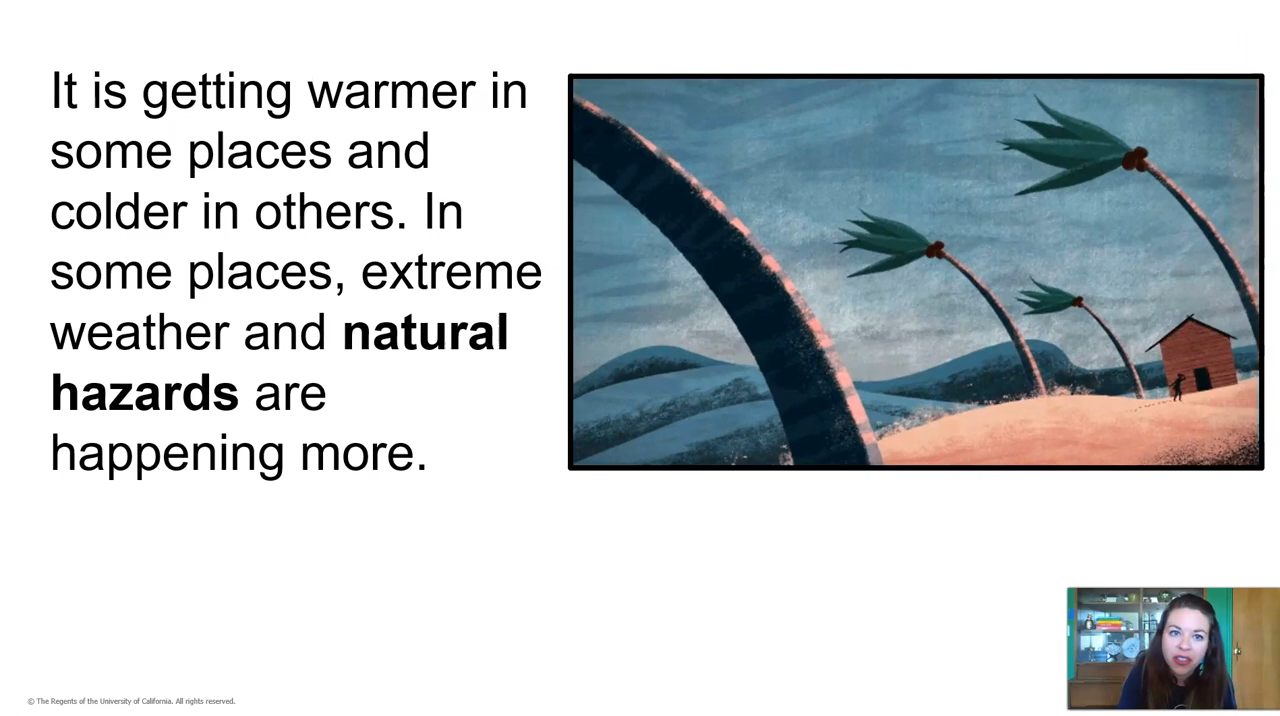 It is getting warmer in
some places and
colder in others. In
some places, extreme
weather and natural
hazards are
happening more.
© The Regents of the University of California. All rights reserved.